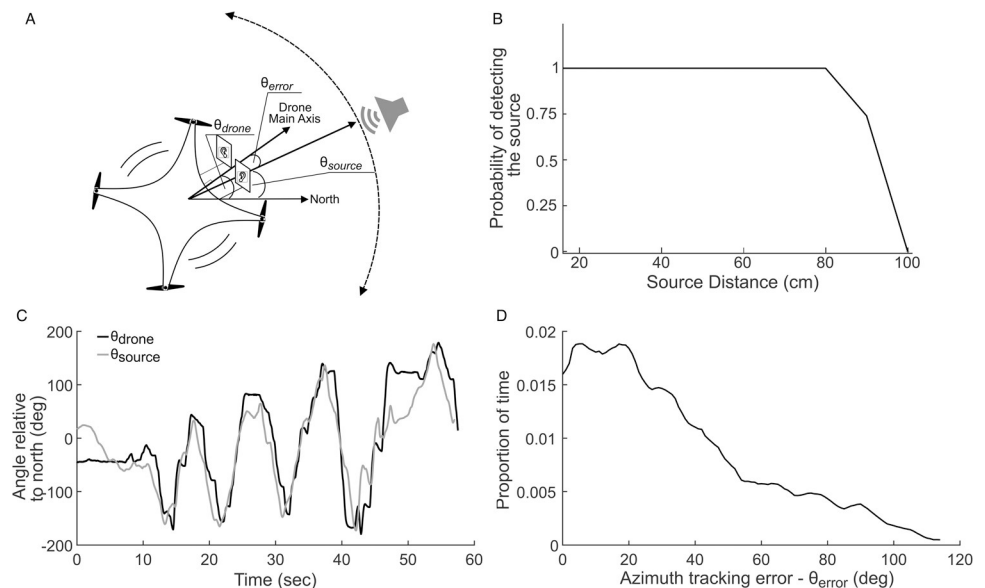 A
θerror
Drone
Main Axis
θdrone
θsource
North
B
Probability of detecting
the source
1
0.75
0.5
0.25
0
20 40 60 80 100
Source Distance (cm)
C
θdrone
θsource
Angle relative
to north (deg)
200
100
0
-100
-200
0 10 20 30 40 50 60
Time (sec)
D
Proportion of time
0.02
0.015
0.01
0.005
0
0 20 40 60 80 100 120
Azimuth tracking error - θerror (deg)